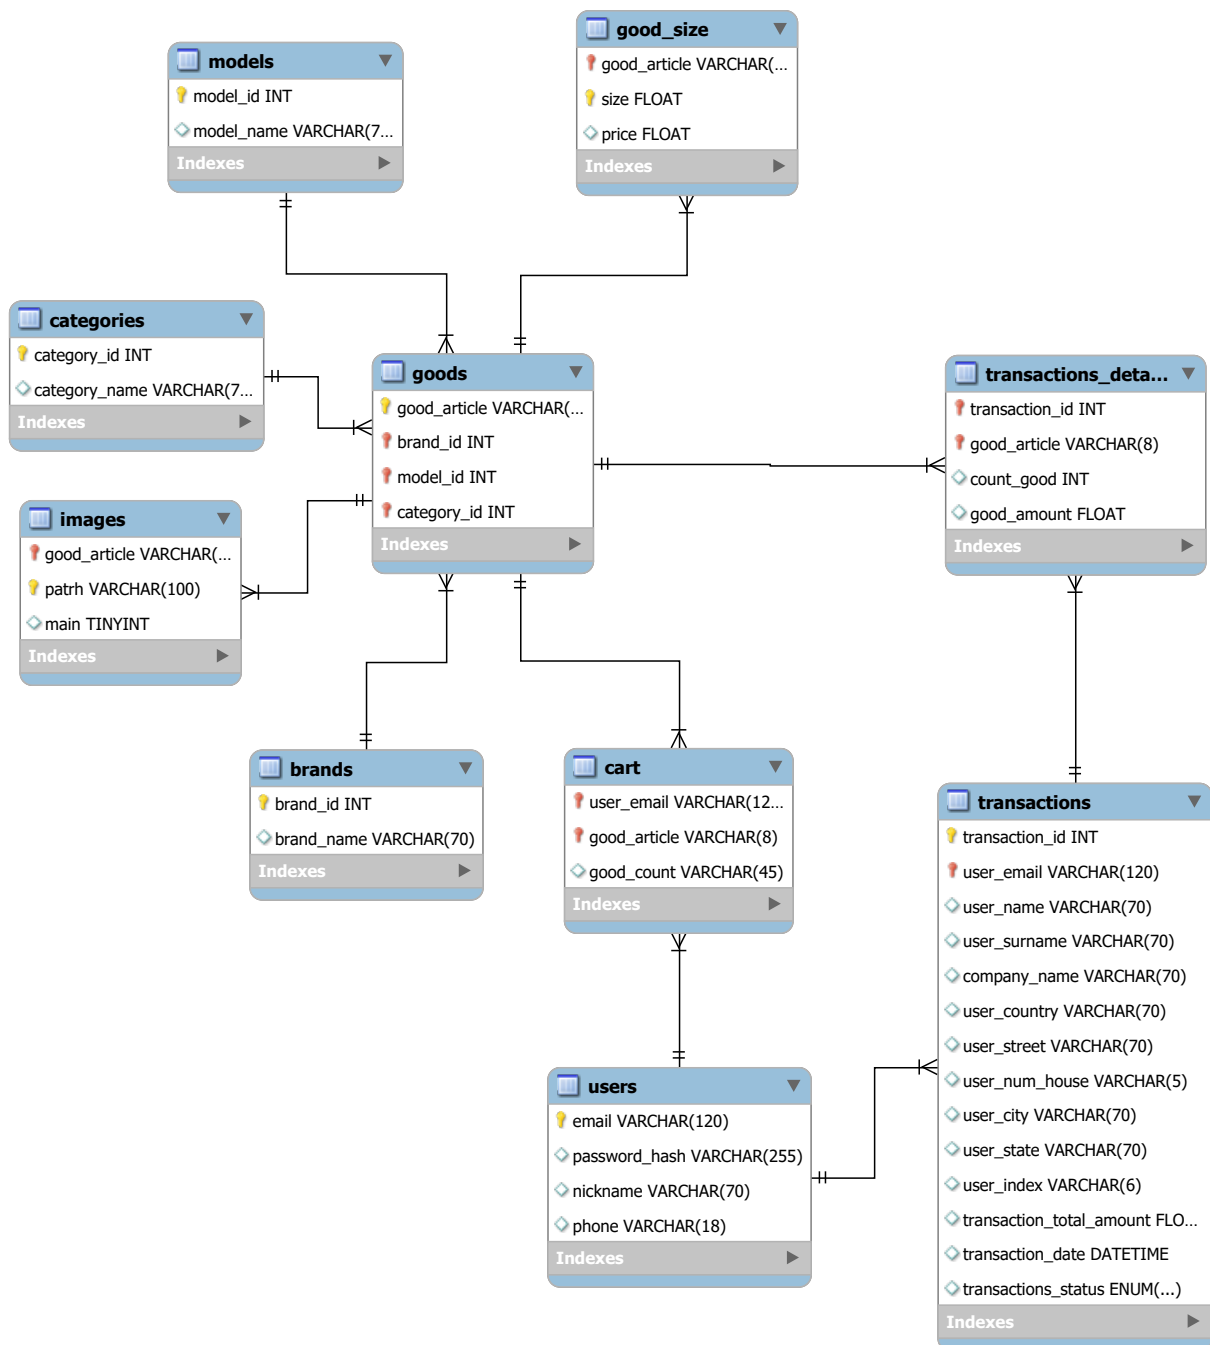 models
model_id INT
model_name VARCHAR(7...
Indexes
good_size
good_article VARCHAR(...
size FLOAT
price FLOAT
Indexes
categories
category_id INT
category_name VARCHAR(7...
Indexes
goods
good_article VARCHAR(...
brand_id INT
model_id INT
category_id INT
Indexes
transactions_deta...
transaction_id INT
good_article VARCHAR(8)
count_good INT
good_amount FLOAT
Indexes
images
good_article VARCHAR(...
patrh VARCHAR(100)
main TINYINT
Indexes
brands
brand_id INT
brand_name VARCHAR(70)
Indexes
cart
user_email VARCHAR(12...
good_article VARCHAR(8)
good_count VARCHAR(45)
Indexes
transactions
transaction_id INT
user_email VARCHAR(120)
user_name VARCHAR(70)
user_surname VARCHAR(70)
company_name VARCHAR(70)
user_country VARCHAR(70)
user_street VARCHAR(70)
user_num_house VARCHAR(5)
user_city VARCHAR(70)
user_state VARCHAR(70)
user_index VARCHAR(6)
transaction_total_amount FLO...
transaction_date DATETIME
transactions_status ENUM(...)
Indexes
users
email VARCHAR(120)
password_hash VARCHAR(255)
nickname VARCHAR(70)
phone VARCHAR(18)
Indexes